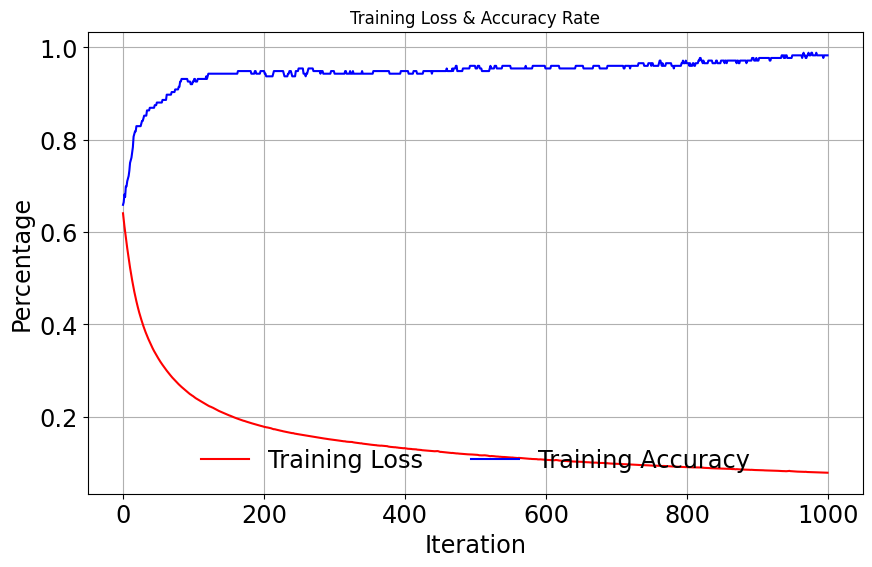 Training Loss & Accuracy Rate
1.0
0.8
0.6
0.4
0.2
Percentage
Training Loss
Training Accuracy
0 200 400 600 800 1000
Iteration